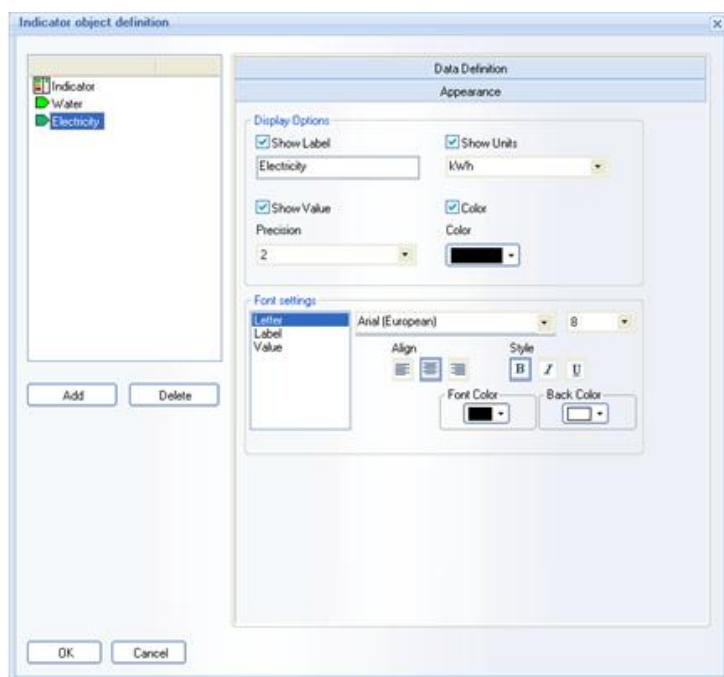 Indicator object definition
Indicator
Water
Electricity
Add Delete
OK Cancel
Data Definition
Appearance
Display Options
Show Label Show Units
Electricity kWh
Show Value Color
Precision Color
2
Font settings
Letter
Label
Value
Arial (European) 8
Align Style
B I U
Font Color Back Color